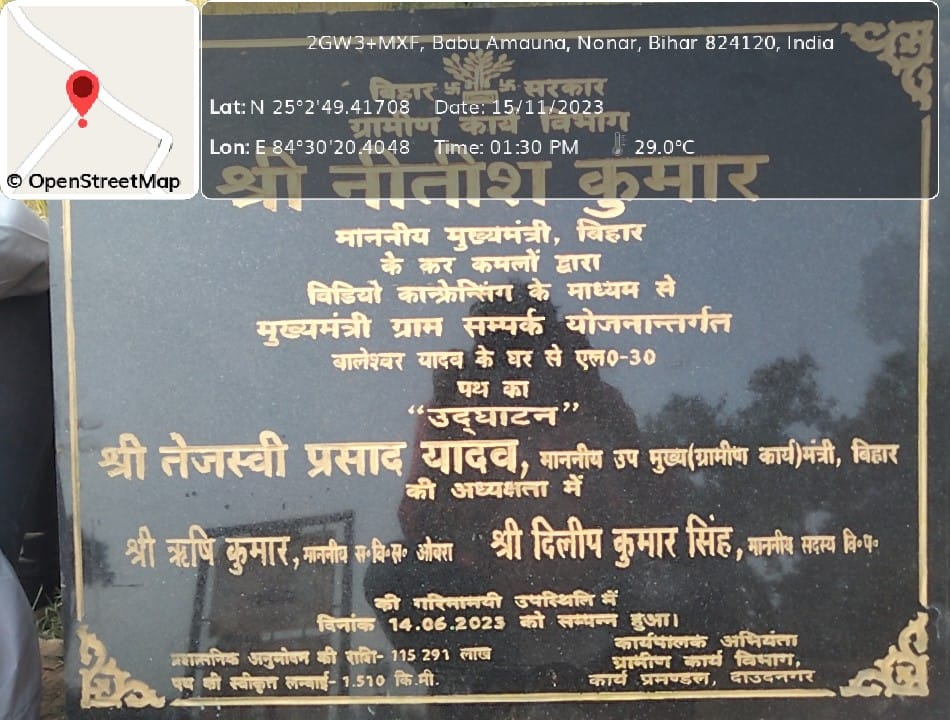 2GW3+MXF, Babu Amauna, Nonar, Bihar 824120, India
Lat: N 25°2'49.41708 Date: 15/11/2023
Lon: E 84°30'20.4048 Time: 01:30 PM 29.0°C
© OpenStreetMap
बिहार सरकार
ग्रामीण कार्य विभाग
श्री नीतीश कुमार
माननीय मुख्यमंत्री, बिहार
के कर कमलों द्वारा
विडियो कान्फ्रेन्सिंग के माध्यम से
मुख्यमंत्री ग्राम सम्पर्क योजनान्तर्गत
बालेश्वर यादव के घर से एल0-30
पथ का
“उद्घाटन”
श्री तेजस्वी प्रसाद यादव, माननीय उप मुख्य(ग्रामीण कार्य)मंत्री, बिहार
की अध्यक्षता में
श्री ऋषि कुमार, माननीय स॰वि॰स॰ ओबरा श्री दिलीप कुमार सिंह, माननीय सदस्य वि॰प॰
की गरिमामयी उपस्थिति में
दिनांक 14.06.2023 को सम्पन्न हुआ।
प्रशासनिक अनुमोदन की राशि- 115 291 लाख
पथ की स्वीकृत लम्बाई- 1.510 कि.मी.
कार्यपालक अभियंता
ग्रामीण कार्य विभाग,
कार्य प्रमण्डल, दाउदनगर